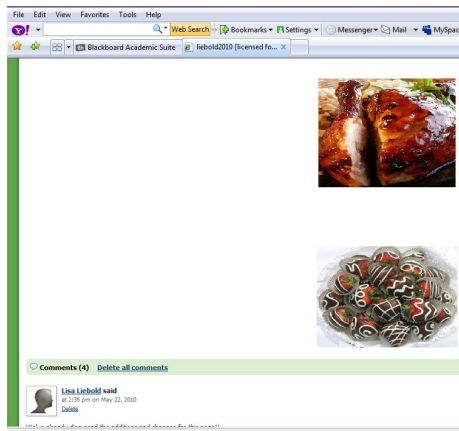 File Edit View Favorites Tools Help
Y! Web Search Bookmarks Settings Messenger Mail MySpac
Bb Blackboard Academic Suite liebold2010 [licensed fo... X
Comments (4) Delete all comments
Lisa Liebold said
at 2:35 pm on May 22, 2010
Delete